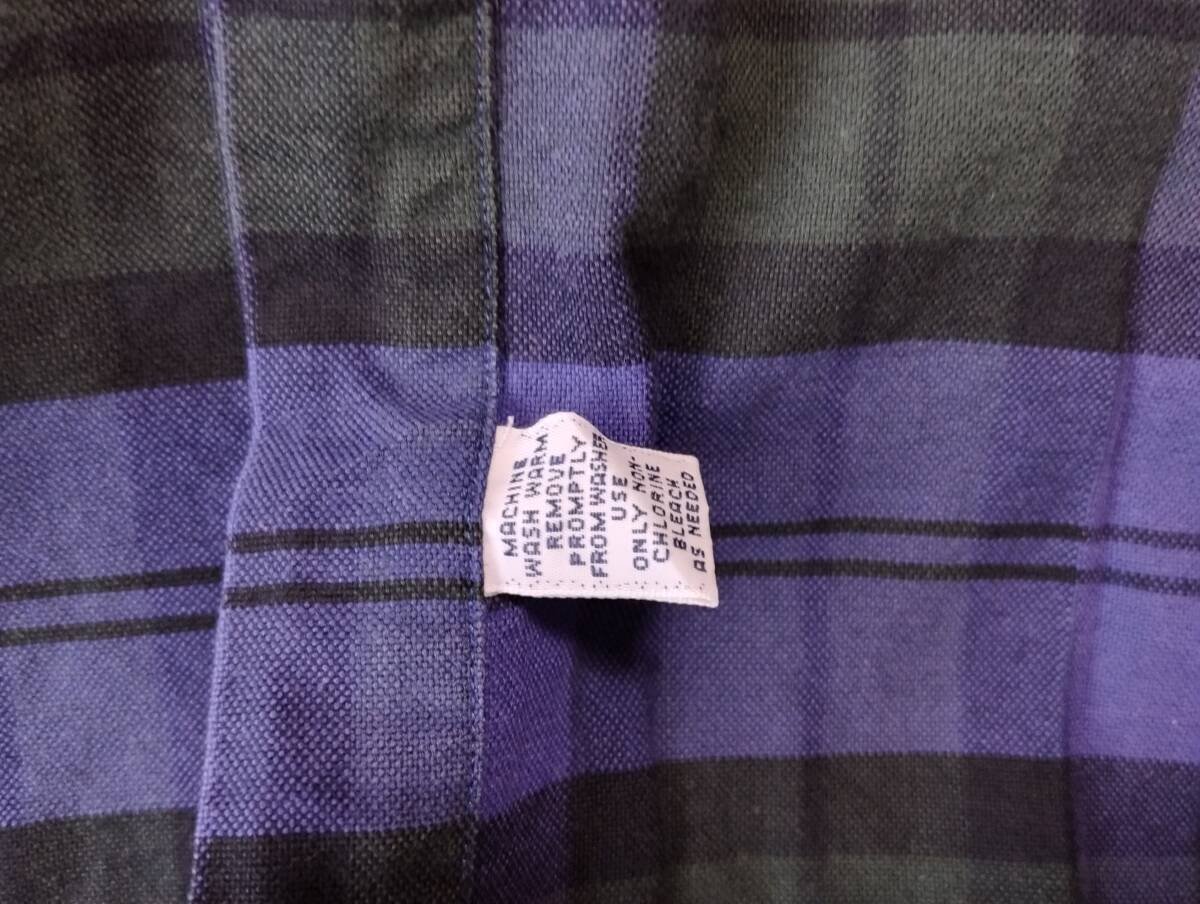 MACHINE
WASH WARM
REMOVE
PROMPTLY
FROM WASHER
USE
ONLY NON-
CHLORINE
BLEACH
AS NEEDED